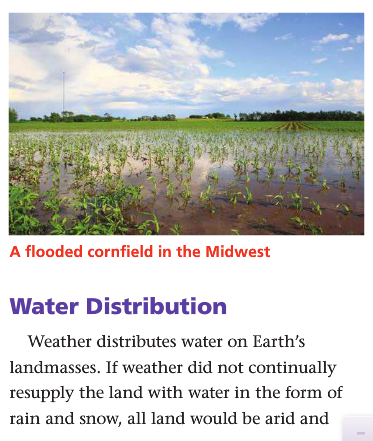 A flooded cornfield in the Midwest
Water Distribution
Weather distributes water on Earth's
landmasses. If weather did not continually
resupply the land with water in the form of
rain and snow, all land would be arid and